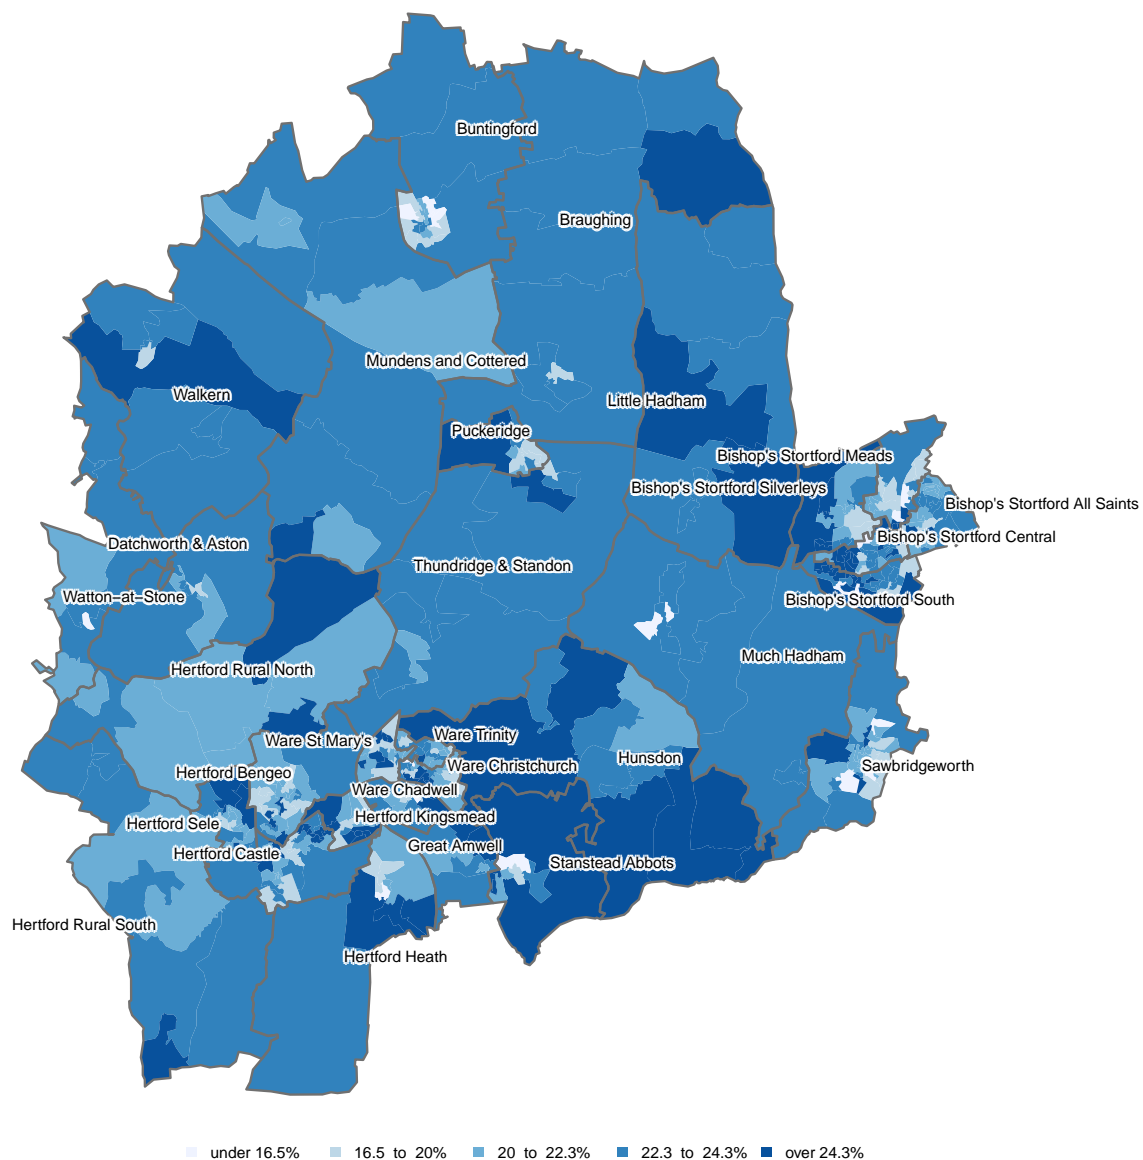 Buntingford
Braughing
Mundens and Cottered
Walkern
Little Hadham
Puckeridge
Bishop's Stortford Meads
Bishop's Stortford Silverleys
Bishop's Stortford All Saints
Bishop's Stortford Central
Datchworth & Aston
Thundridge & Standon
Watton−at−Stone
Bishop's Stortford South
Much Hadham
Hertford Rural North
Ware Trinity
Ware St Mary's
Hunsdon
Ware Christchurch
Sawbridgeworth
Hertford Bengeo
Ware Chadwell
Hertford Kingsmead
Hertford Sele
Great Amwell
Hertford Castle
Stanstead Abbots
Hertford Rural South
Hertford Heath
under 16.5% 16.5 to 20% 20 to 22.3% 22.3 to 24.3% over 24.3%